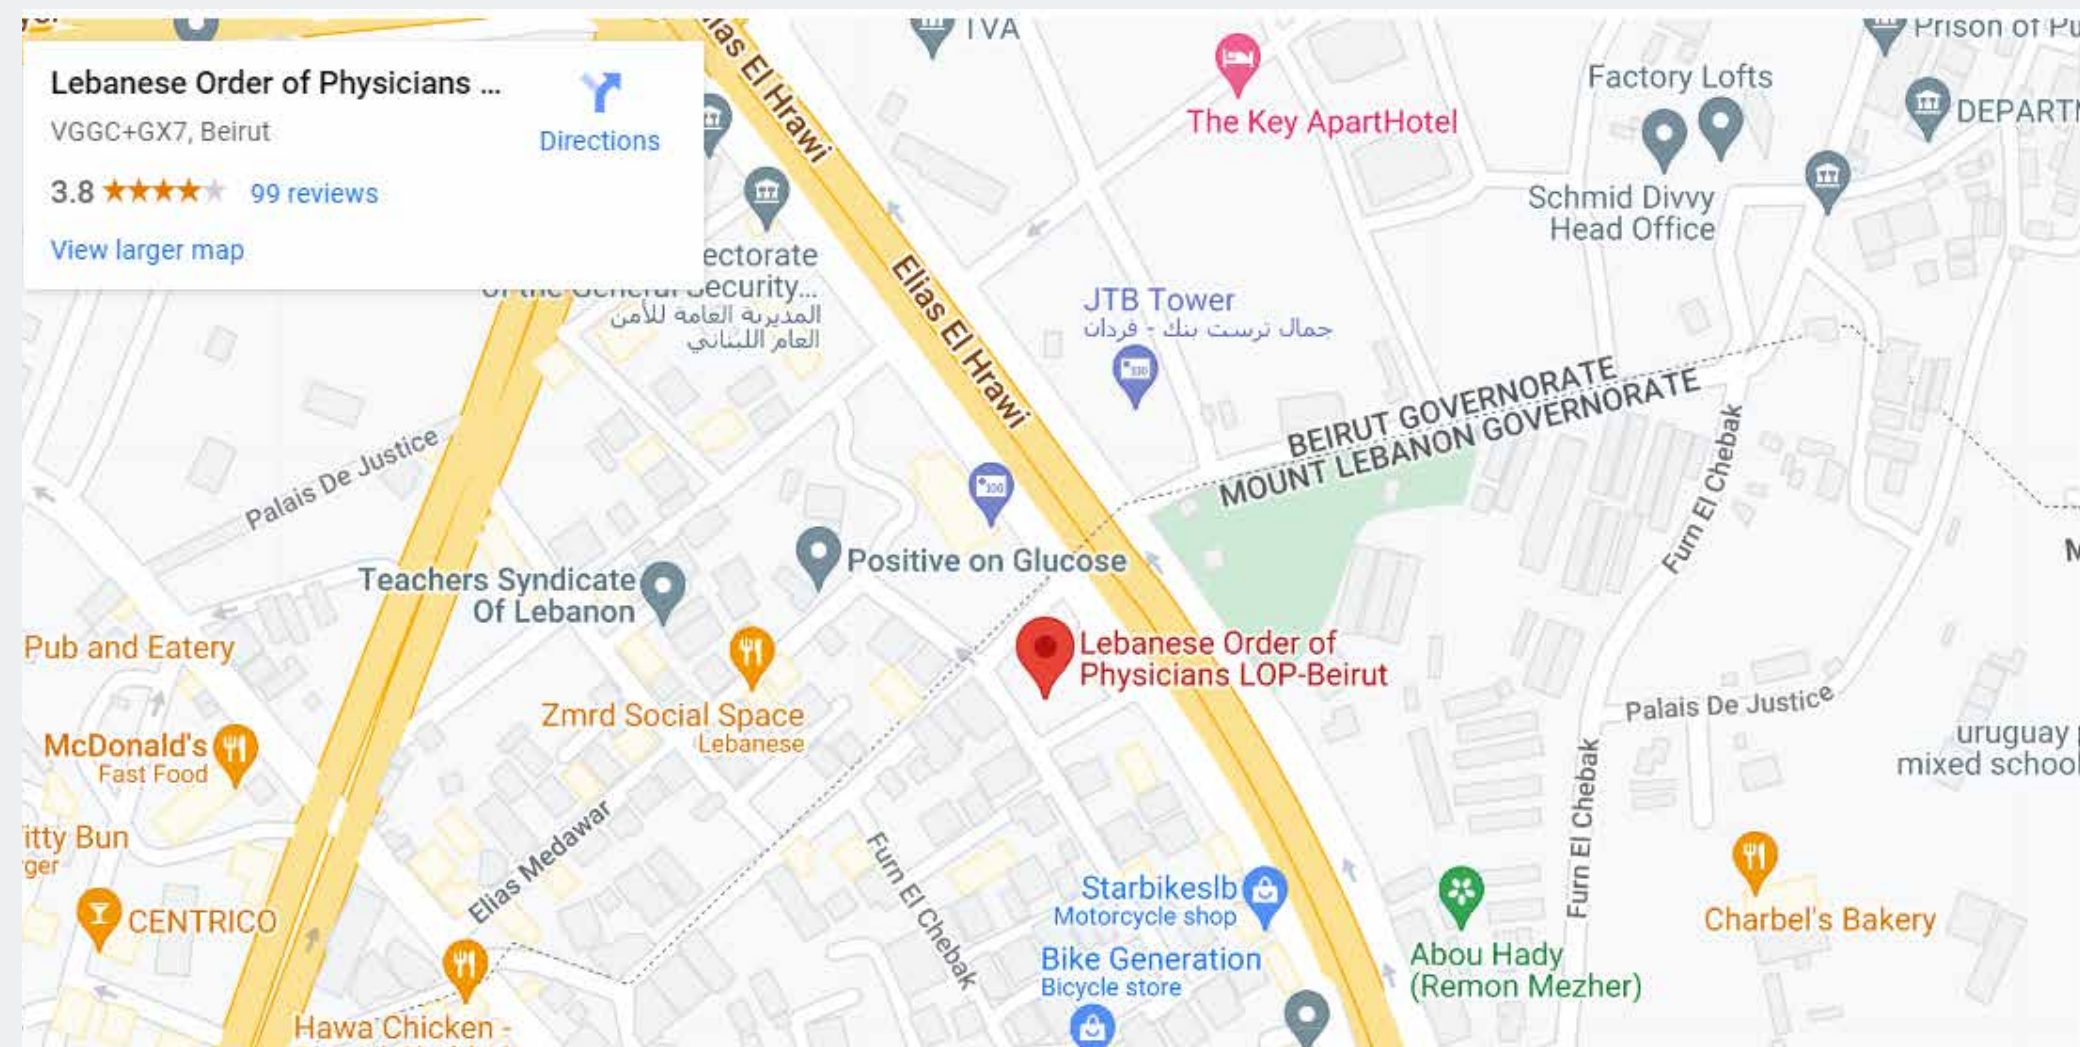 Lebanese Order of Physicians ...
VGGC+GX7, Beirut
Directions
3.8
99 reviews
View larger map
Elias El Hrawi
TVA
The Key ApartHotel
Factory Lofts
Prison of
Schmid Divvy
Head Office
Security...
المديرية العامة للأمن
العام اللبناني
Elias El Hrawi
JTB Tower
جمال ترست بنك - فردان
BEIRUT GOVERNORATE
MOUNT LEBANON GOVERNORATE
Palais De Justice
Furn El Chebak
Positive on Glucose
Teachers Syndicate
Of Lebanon
Pub and Eatery
Lebanese Order of
Physicians LOP-Beirut
Zmrd Social Space
Lebanese
McDonald's
Fast Food
Palais De Justice
uruguay
mixed school
Bun
Elias Medawar
Furn El Chebak
Furn El Chebak
CENTRICO
Starbikeslb
Motorcycle shop
Charbel's Bakery
Bike Generation
Bicycle store
Abou Hady
(Remon Mezher)
Hawa Chicken -